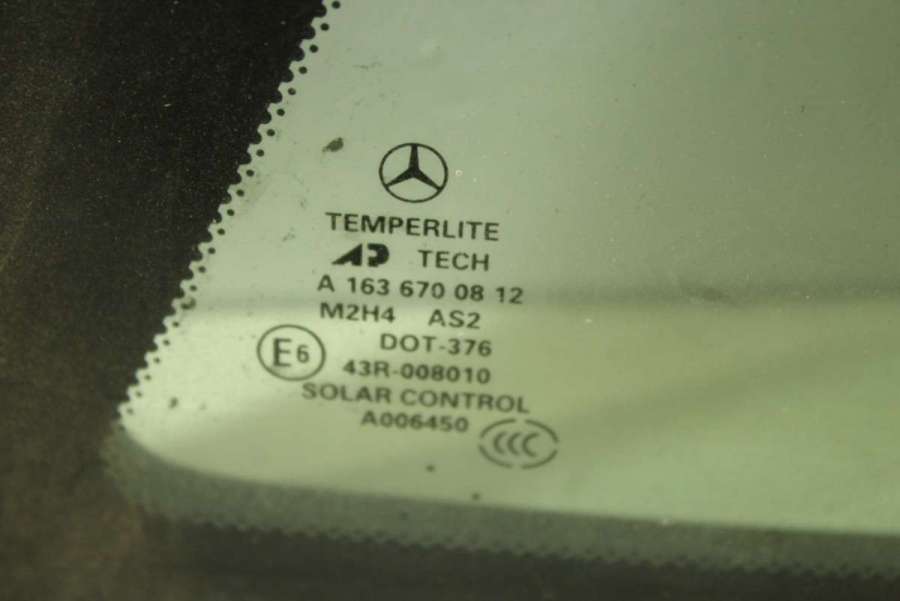 TEMPERLITE
AP TECH
A 163 670 08 12
M2H4 AS2
DOT-376
E6
43R-008010
SOLAR CONTROL
A006450
CCC